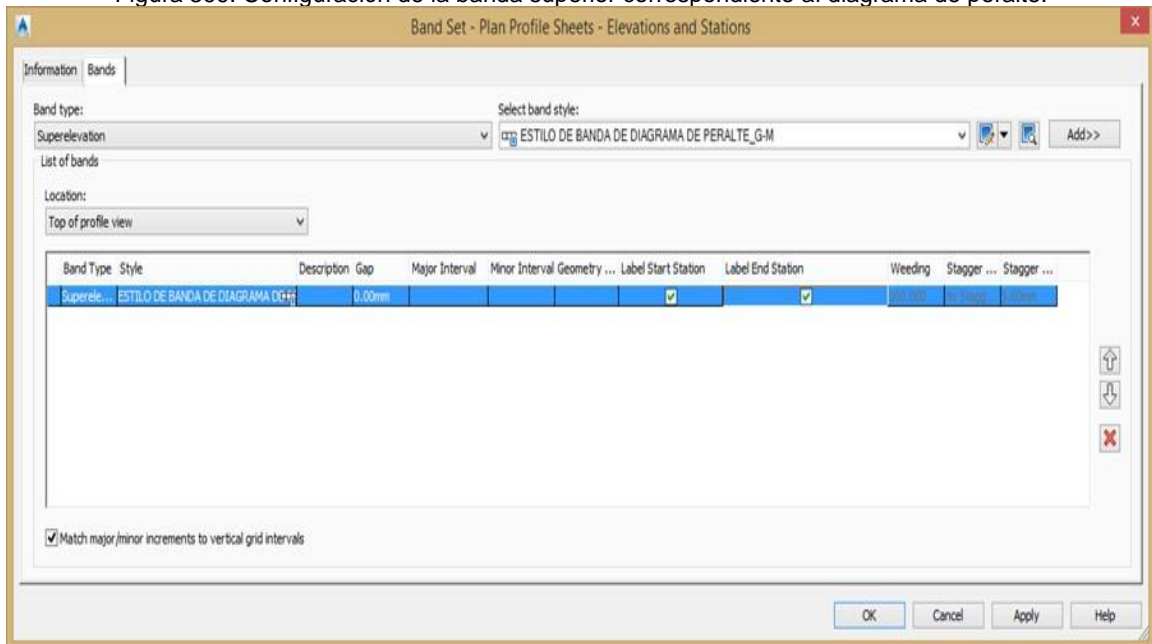 Band Set - Plan Profile Sheets - Elevations and Stations
X
Information Bands
Band type: Select band style:
Superelevation ESTILO DE BANDA DE DIAGRAMA DE PERALTE_G-M Add>>
List of bands
Location:
Top of profile view
Band Type Style Description Gap Major Interval Minor Interval Geometry ... Label Start Station Label End Station Weeding Stagger ... Stagger ...
Superele... ESTILO DE BANDA DE DIAGRAMA 0.00mm
Match major/minor increments to vertical grid intervals
OK Cancel Apply Help